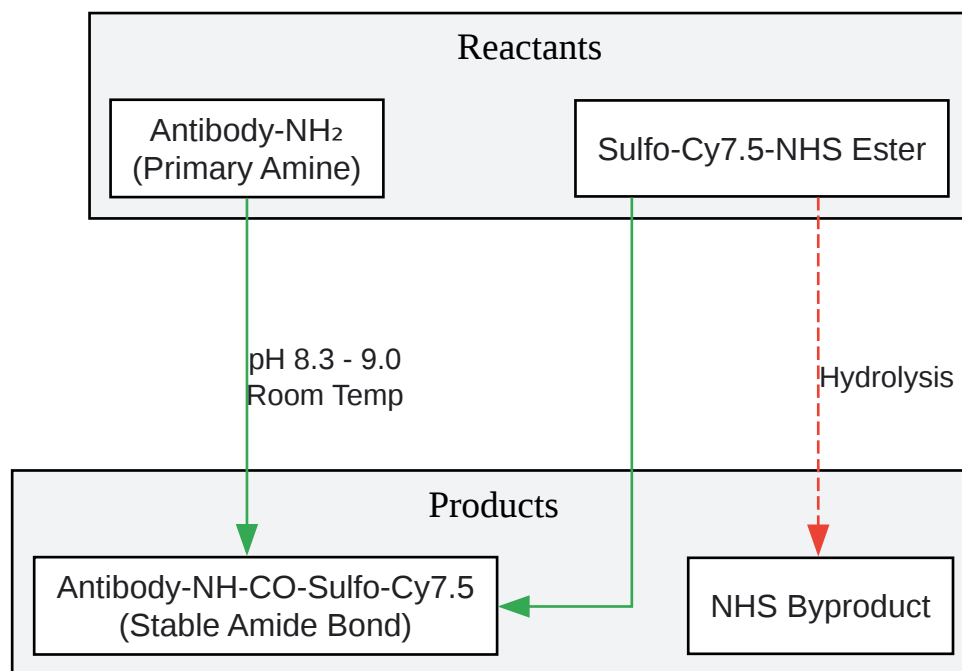 Reactants
Antibody-NH₂
(Primary Amine)
Sulfo-Cy7.5-NHS Ester
pH 8.3 - 9.0
Room Temp
Hydrolysis
Products
Antibody-NH-CO-Sulfo-Cy7.5
(Stable Amide Bond)
NHS Byproduct